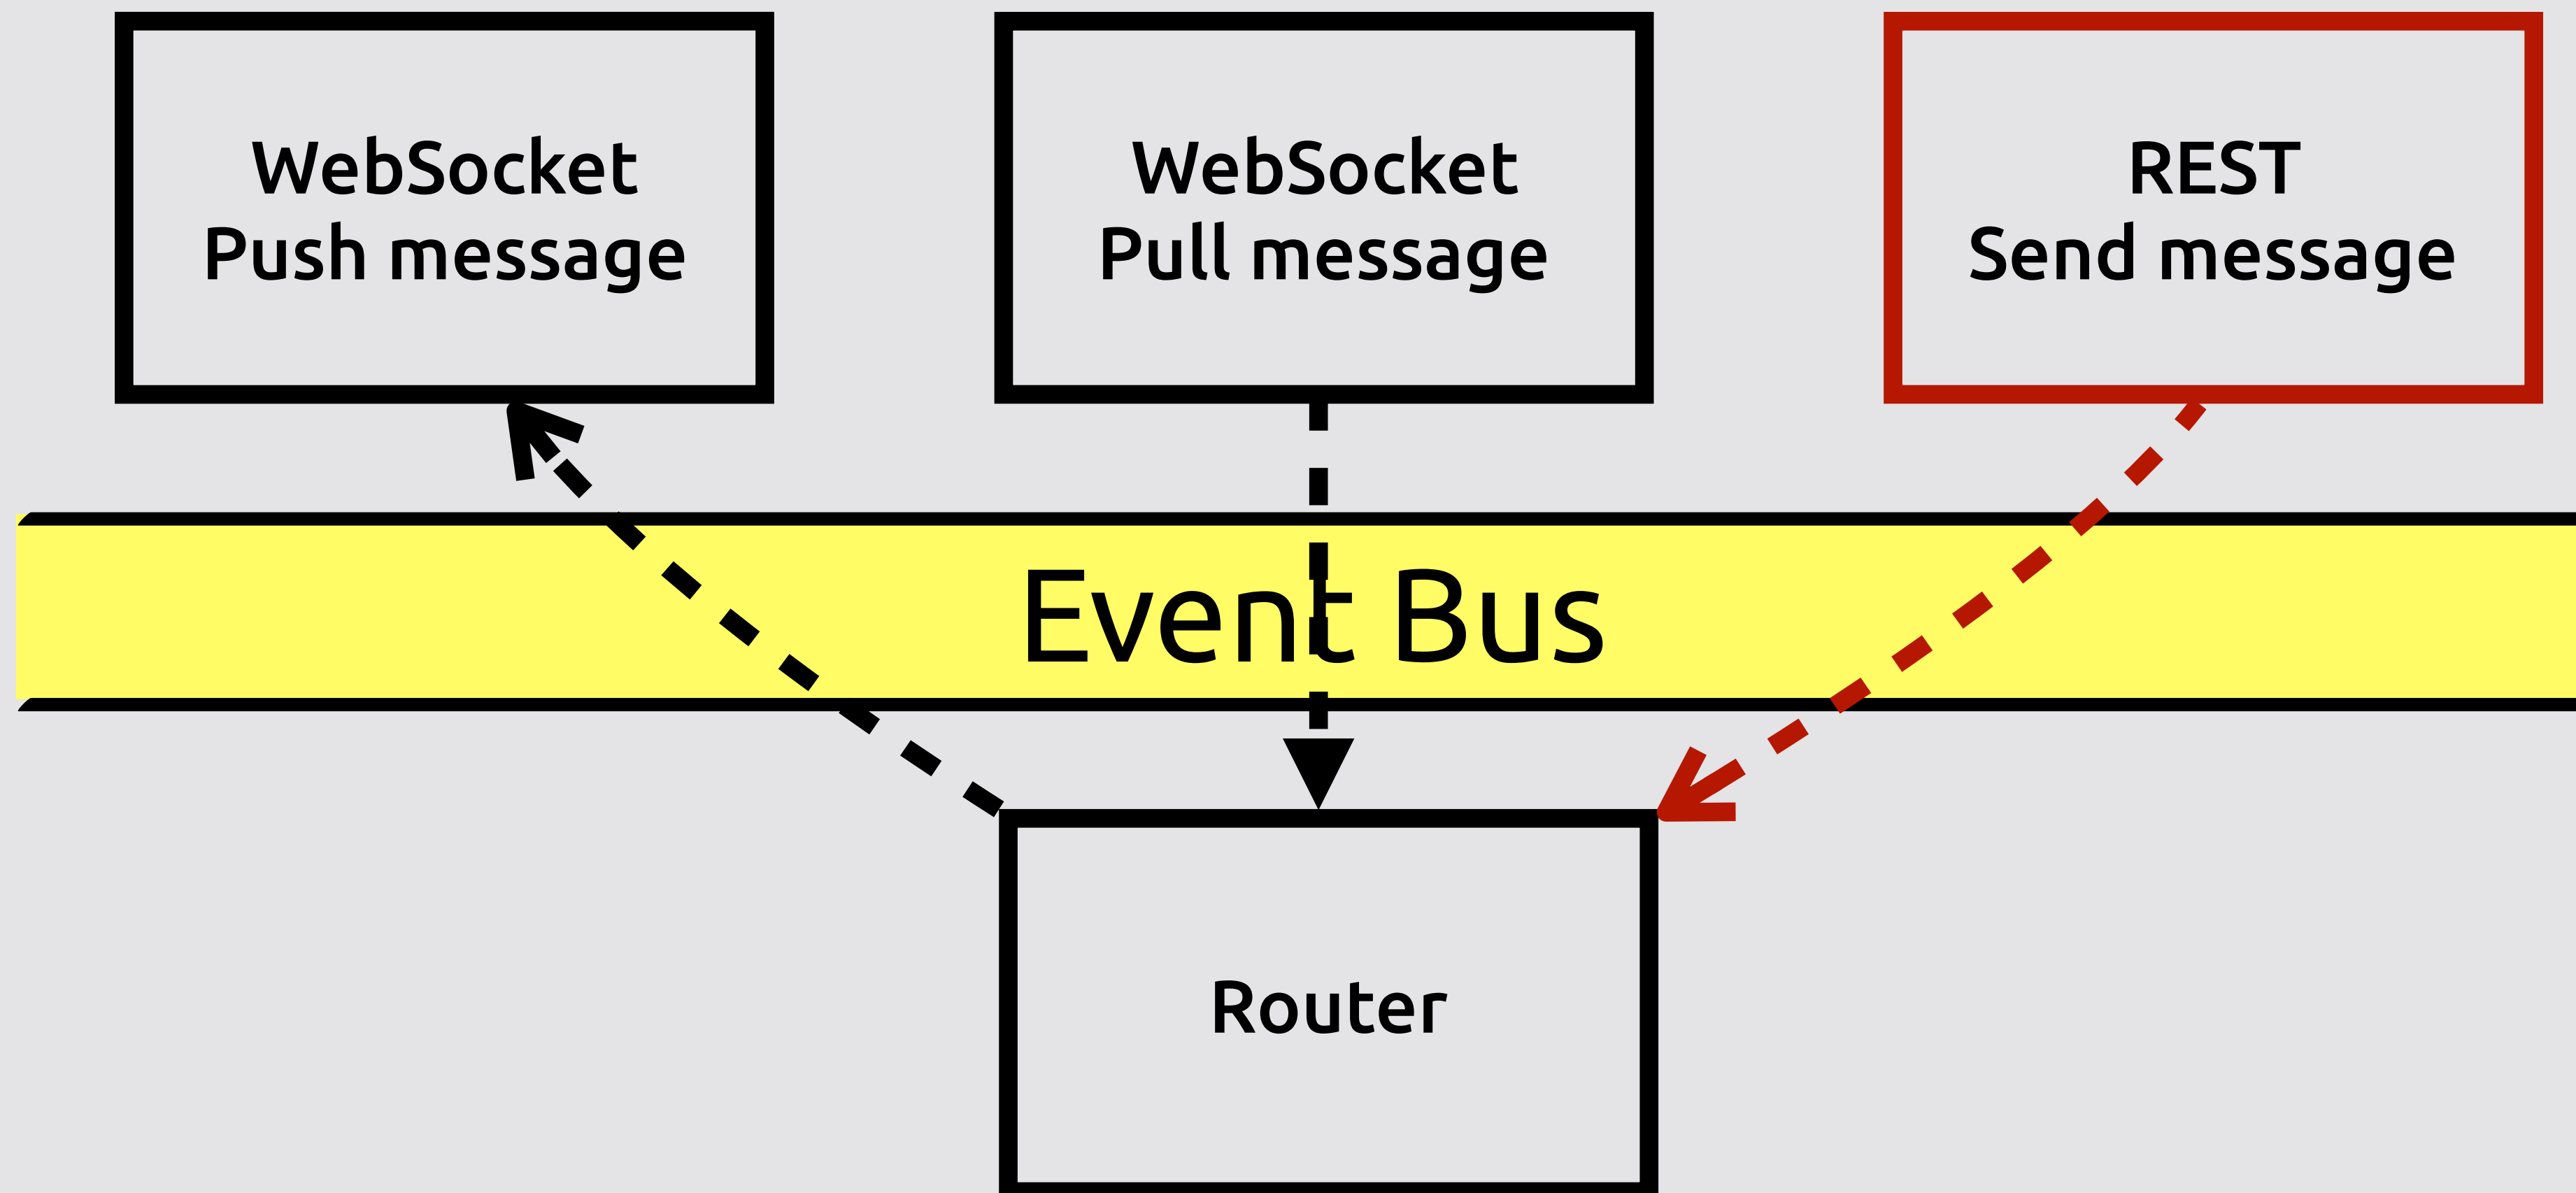 WebSocket
Push message
WebSocket
Pull message
REST
Send message
Event Bus
Router